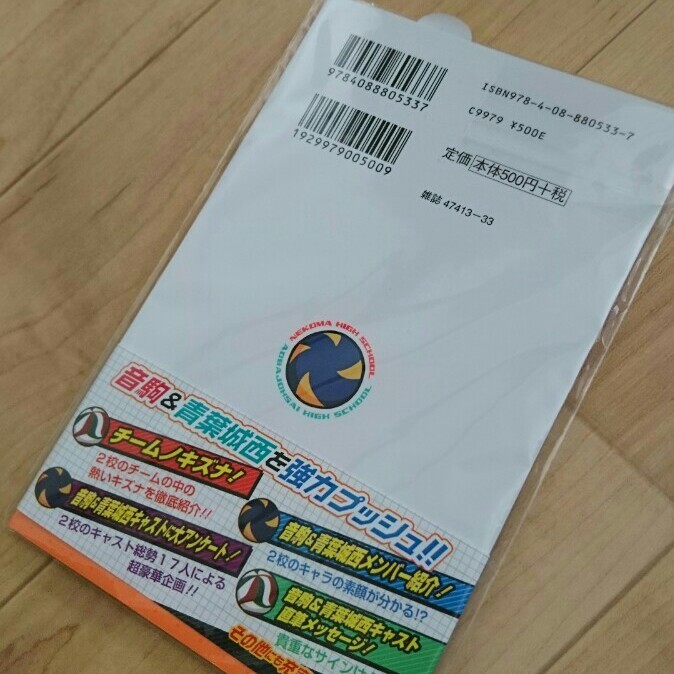 9784088805337
ISBN978-4-08-880533-7
C9979 ¥500E
1929979005009
定価 本体500円+税
雑誌 47413-33
NEKOMA HIGH SCHOOL
AOBAJOHSAI HIGH SCHOOL
音駒&青葉城西を強力プッシュ!!
チームノキズナ!
2校のチームの中の
熱いキズナを徹底紹介!!
音駒&青葉城西キャストに大アンケート!
2校のキャスト総勢17人による
超豪華企画!!
音駒&青葉城西メンバー紹介!
2校のキャラの素顔が分かる!?
音駒&青葉城西キャスト
直筆メッセージ!
貴重なサイン
その他にも充